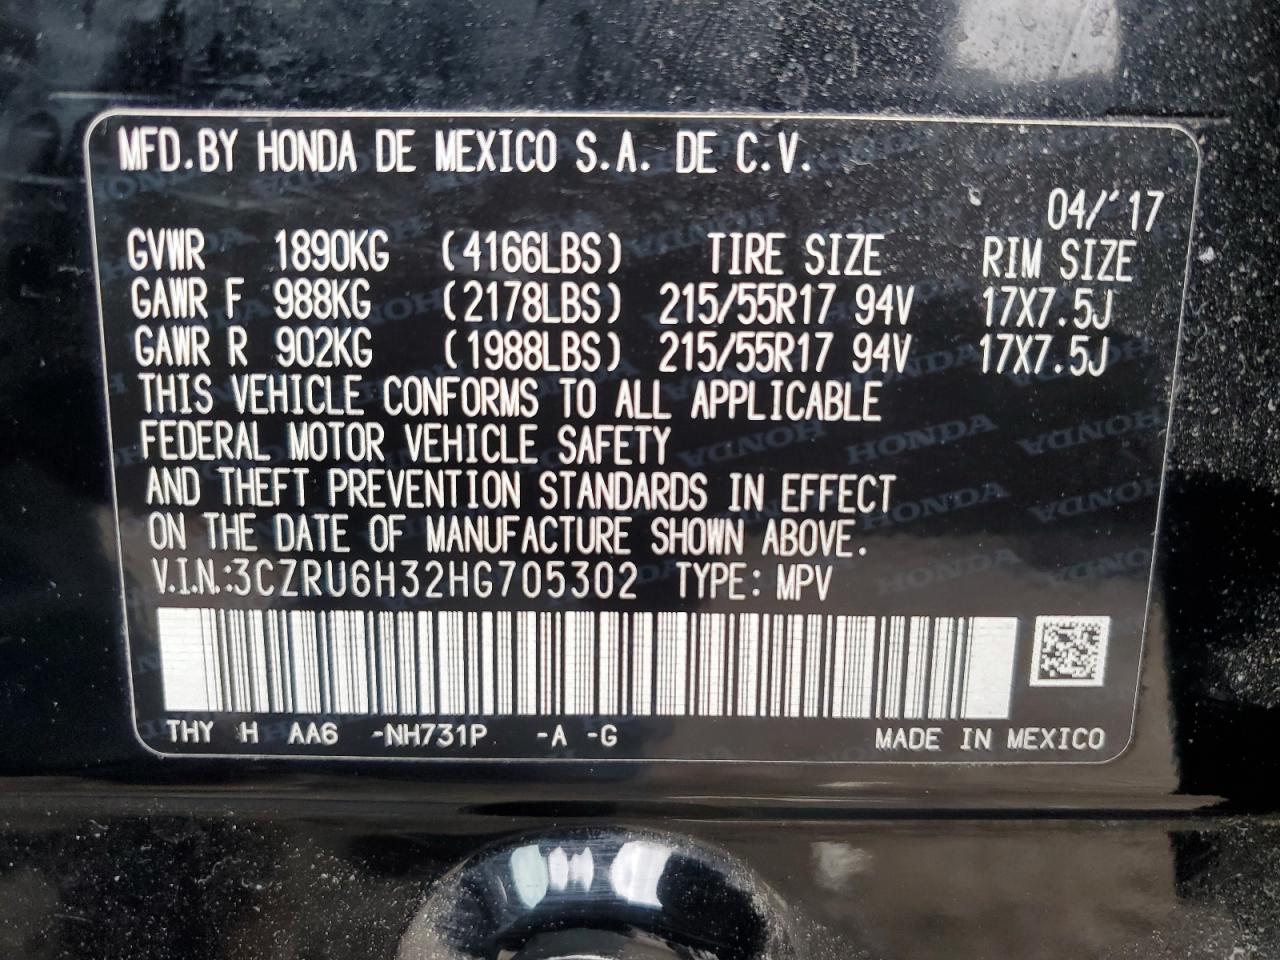 MFD.BY HONDA DE MEXICO S.A. DE C.V.
04/'17
GVWR 1890KG (4166LBS) TIRE SIZE RIM SIZE
GAWR F 988KG (2178LBS) 215/55R17 94V 17X7.5J
GAWR R 902KG (1988LBS) 215/55R17 94V 17X7.5J
THIS VEHICLE CONFORMS TO ALL APPLICABLE
FEDERAL MOTOR VEHICLE SAFETY
AND THEFT PREVENTION STANDARDS IN EFFECT
ON THE DATE OF MANUFACTURE SHOWN ABOVE.
V.I.N.:3CZRU6H32HG705302 TYPE: MPV
THY H AA6 -NH731P -A -G MADE IN MEXICO